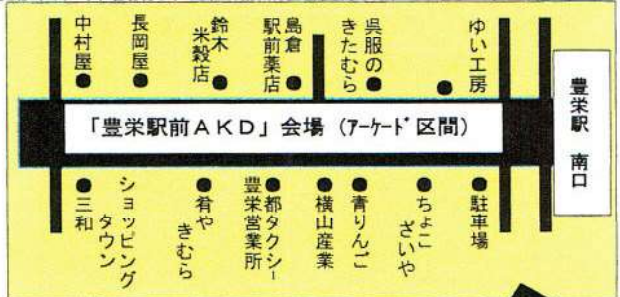 ゆい工房
呉服の
きたむら
島倉
駅前薬店
鈴木
米穀店
長岡屋
中村屋
「豊栄駅前AKD」会場 (ｱｰｹｰﾄﾞ区間)
豊栄駅 南口
駐車場
ちょこ
ざいや
青りんご
横山産業
都タクシー
豊栄営業所
肴や
きむら
ショッピング
タウン
三和